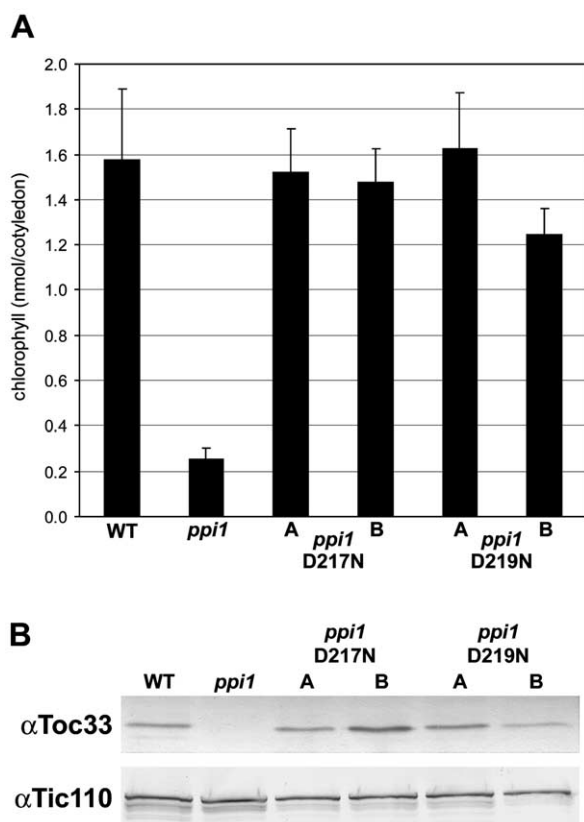 A
chlorophyll (nmol/cotyledon)
2.0
1.8
1.6
1.4
1.2
1.0
0.8
0.6
0.4
0.2
0.0
WT ppi1 A B A B
ppi1 ppi1
D217N D219N
B
ppi1 ppi1
D217N D219N
WT ppi1 A B A B
αToc33
αTic110